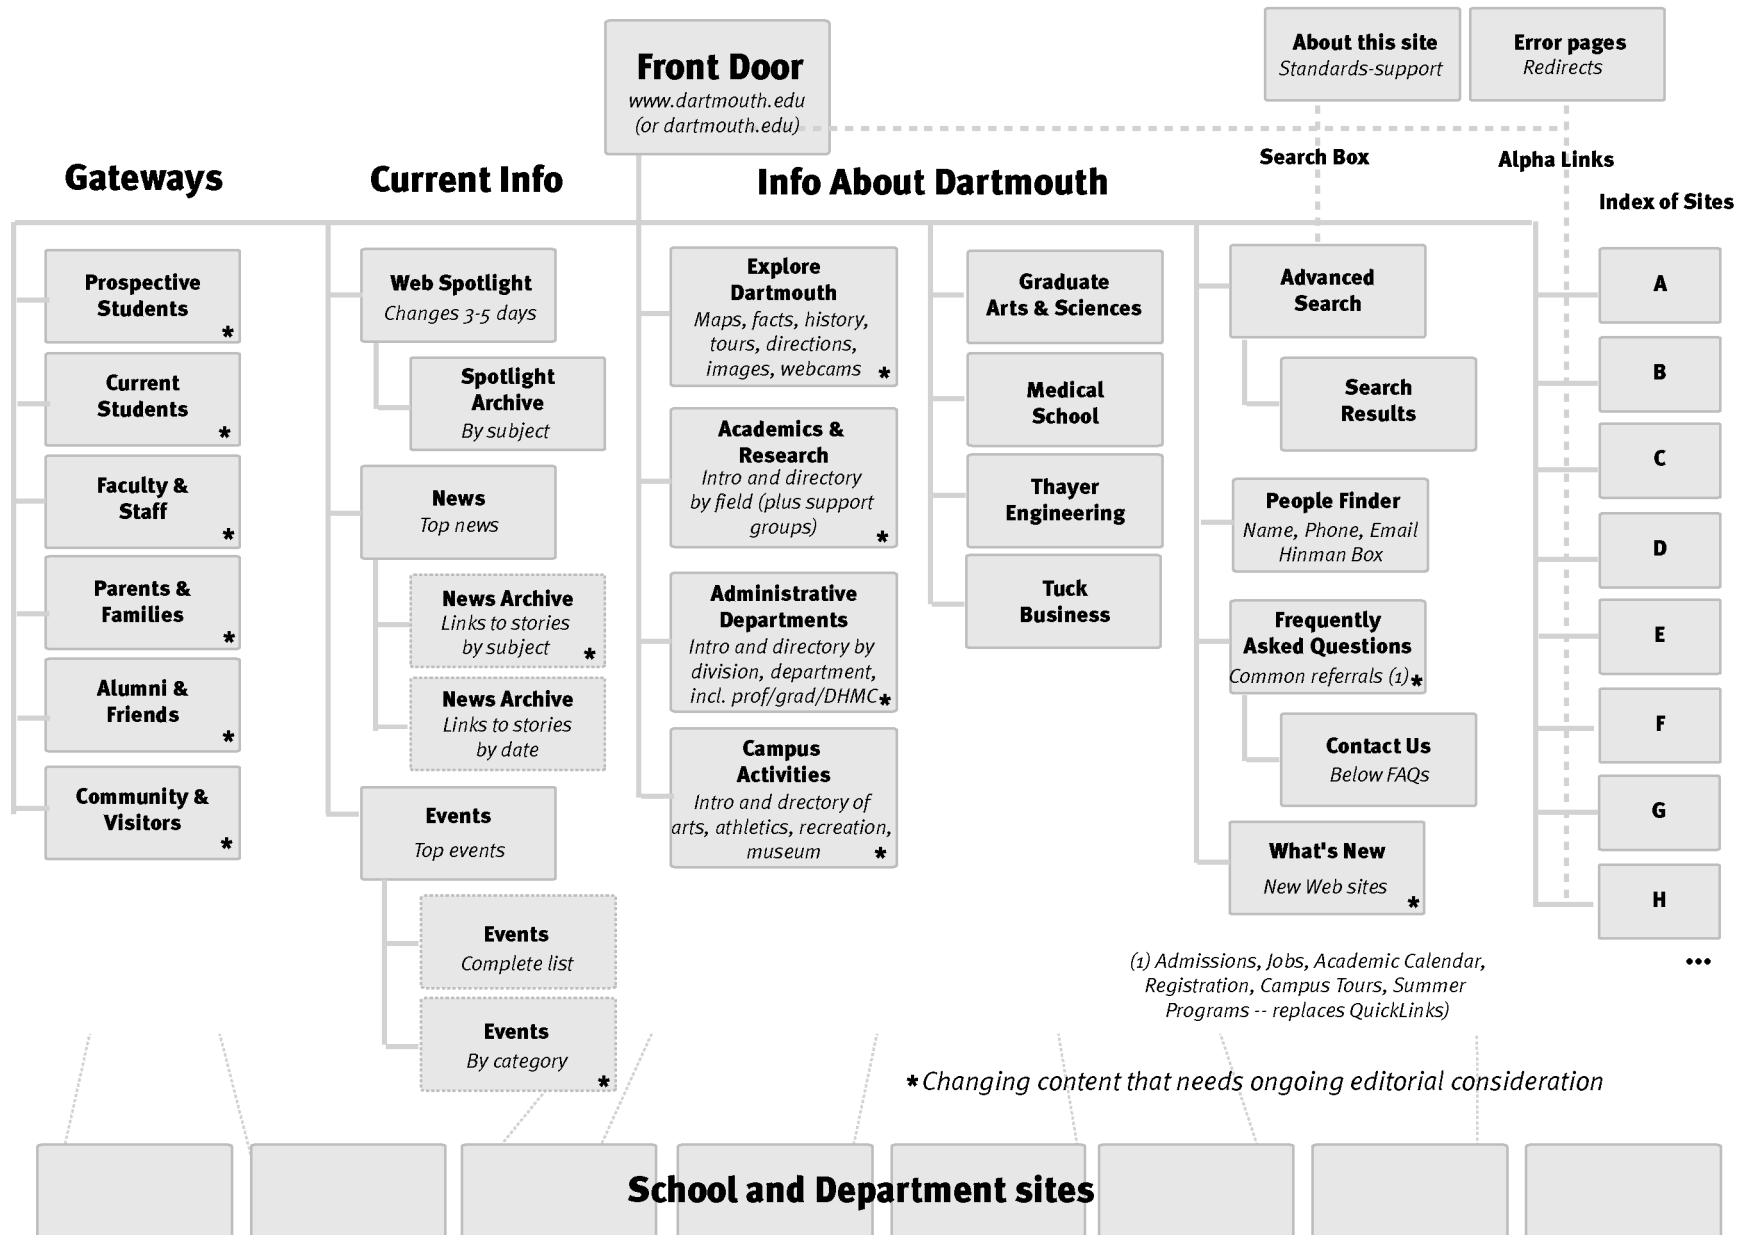 Front Door
www.dartmouth.edu
(or dartmouth.edu)
About this site
Standards-support
Error pages
Redirects
Search Box
Alpha Links
Index of Sites
Gateways
Current Info
Info About Dartmouth
Prospective
Students
*
Current
Students
*
Faculty &
Staff
*
Parents &
Families
*
Alumni &
Friends
*
Community &
Visitors
*
Web Spotlight
Changes 3-5 days
Spotlight
Archive
By subject
News
Top news
News Archive
Links to stories
by subject
*
News Archive
Links to stories
by date
Events
Top events
Events
Complete list
Events
By category
*
Explore
Dartmouth
Maps, facts, history,
tours, directions,
images, webcams *
Academics &
Research
Intro and directory
by field (plus support
groups)
*
Administrative
Departments
Intro and directory by
division, department,
incl. prof/grad/DHMC*
Campus
Activities
Intro and drectory of
arts, athletics, recreation,
museum *
Graduate
Arts & Sciences
Medical
School
Thayer
Engineering
Tuck
Business
Advanced
Search
Search
Results
People Finder
Name, Phone, Email
Hinman Box
Frequently
Asked Questions
Common referrals (1)*
Contact Us
Below FAQs
What's New
New Web sites
*
A
B
C
D
E
F
G
H
•••
(1) Admissions, Jobs, Academic Calendar,
Registration, Campus Tours, Summer
Programs -- replaces QuickLinks)
*Changing content that needs ongoing editorial consideration
School and Department sites